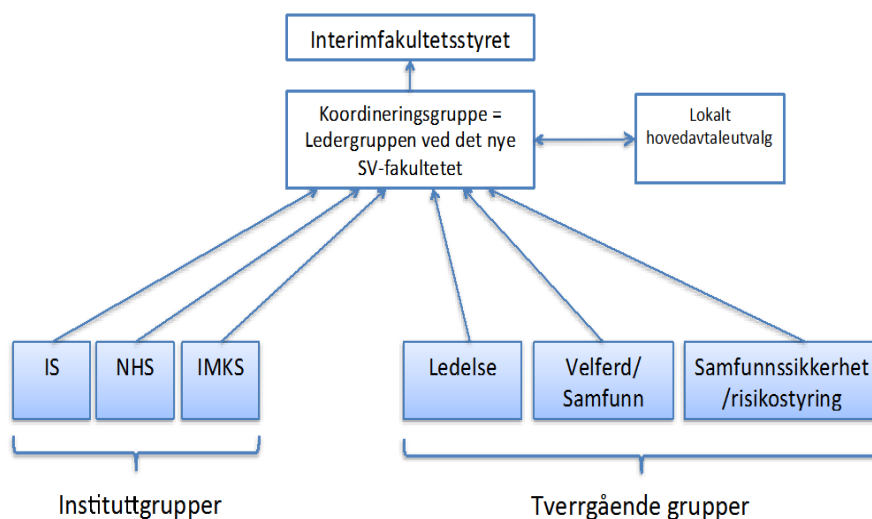 Interimfakultetsstyret
Koordineringsgruppe =
Ledergruppen ved det nye
SV-fakultetet
Lokalt
hovedavtaleutvalg
IS
NHS
IMKS
Ledelse
Velferd/
Samfunn
Samfunnssikkerhet
/risikostyring
Instituttgrupper
Tverrgående grupper